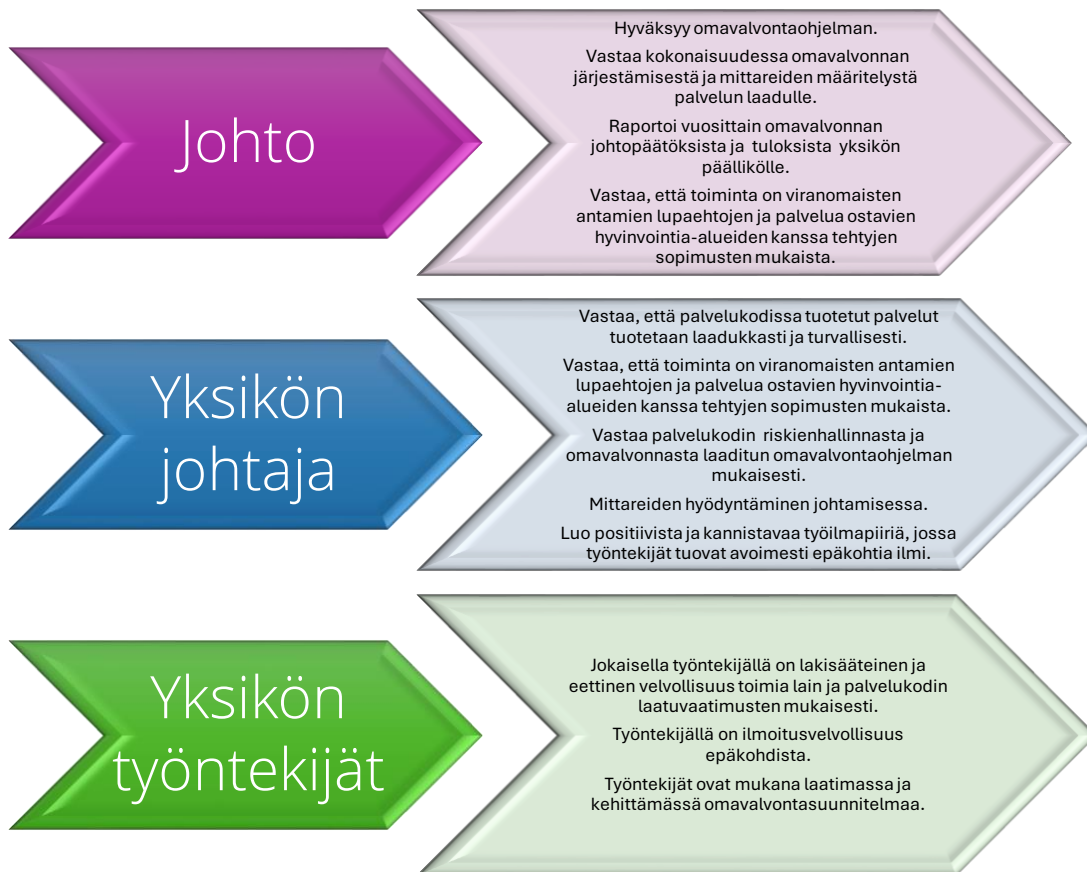 Johto
Hyväksyy omavalvontaohjelman.
Vastaa kokonaisuudessa omavalvonnan
järjestämisestä ja mittareiden määritelystä
palvelun laadulle.
Raportoi vuosittain omavalvonnan
johtopäätöksista ja tuloksista yksikön
päällikölle.
Vastaa, että toiminta on viranomaisten
antamien lupaehtojen ja palvelua ostavien
hyvinvointia-alueiden kanssa tehtyjen
sopimusten mukaista.
Yksikön
johtaja
Vastaa, että palvelukodissa tuotetut palvelut
tuotetaan laadukkasti ja turvallisesti.
Vastaa, että toiminta on viranomaisten antamien
lupaehtojen ja palvelua ostavien hyvinvointia-
alueiden kanssa tehtyjen sopimusten mukaista.
Vastaa palvelukodin riskienhallinnasta ja
omavalvonnasta laaditun omavalvontaohjelman
mukaisesti.
Mittareiden hyödyntäminen johtamisessa.
Luo positiivista ja kannistavaa työilmapiiriä, jossa
työntekijät tuovat avoimesti epäkohtia ilmi.
Yksikön
työntekijät
Jokaisella työntekijällä on lakisääteinen ja
eettinen velvollisuus toimia lain ja palvelukodin
laatuvaatimusten mukaisesti.
Työntekijällä on ilmoitusvelvollisuus
epäkohdista.
Työntekijät ovat mukana laatimassa ja
kehittämässä omavalvontasuunnitelmaa.